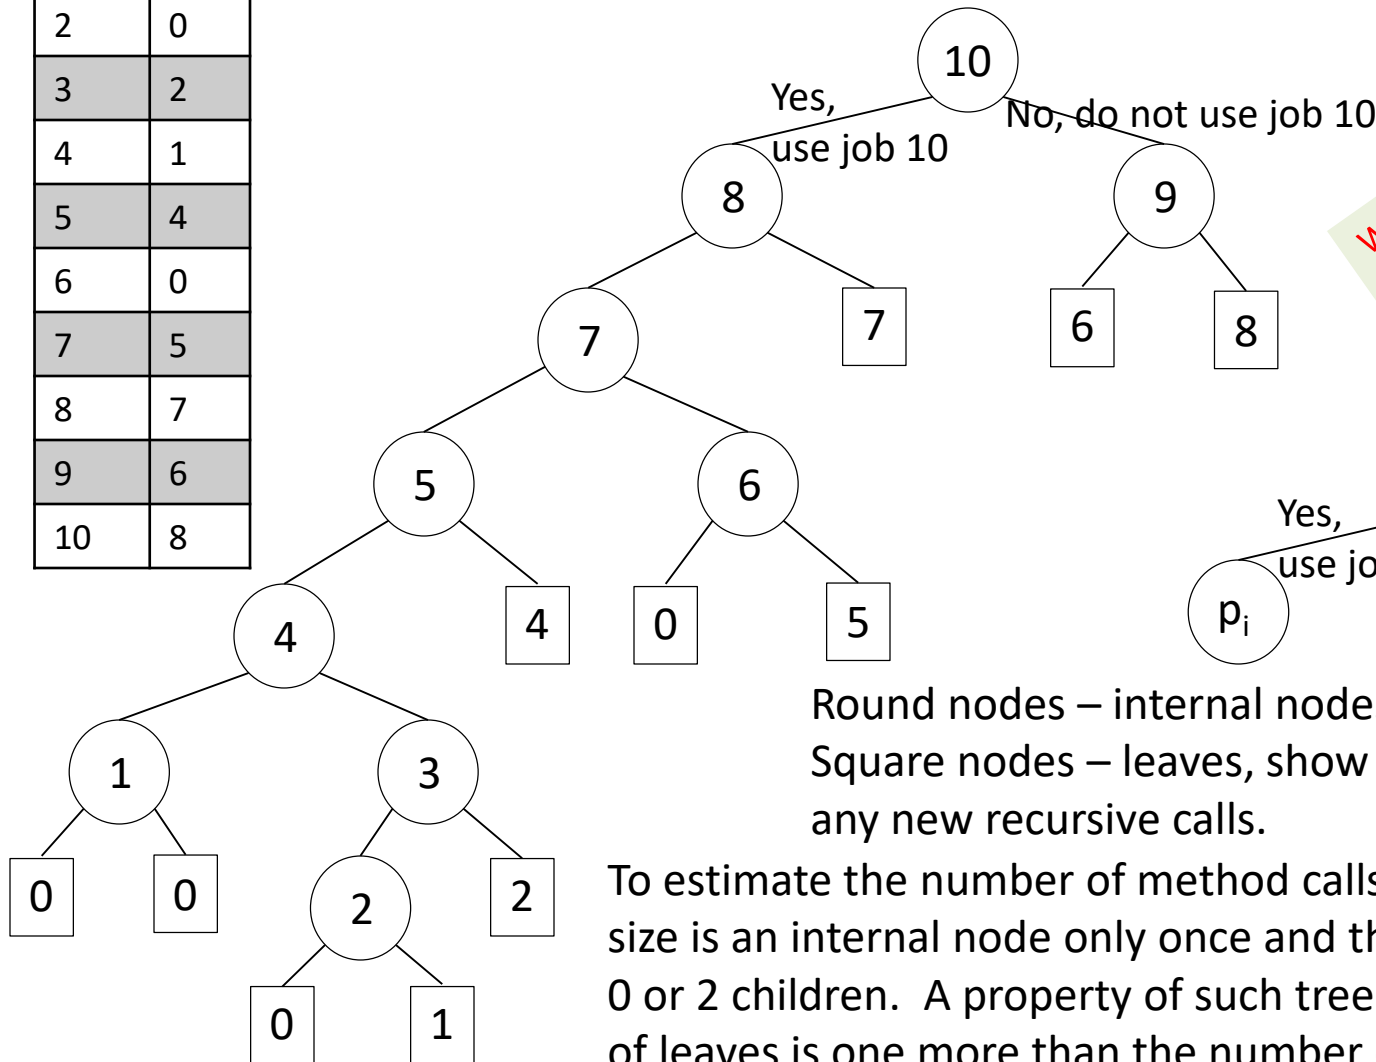 2 0
3 2
4 1
5 4
6 0
7 5
8 7
9 6
10 8
10
Yes,
use job 10
No, do not use job 10
8
9
7
7
6
8
5
6
4
4
0
5
1
3
0
0
2
2
0
1
Yes,
use jo
pᵢ
Round nodes – internal node
Square nodes – leaves, show
any new recursive calls.
To estimate the number of method calls
size is an internal node only once and th
0 or 2 children. A property of such tree
of leaves is one more than the number